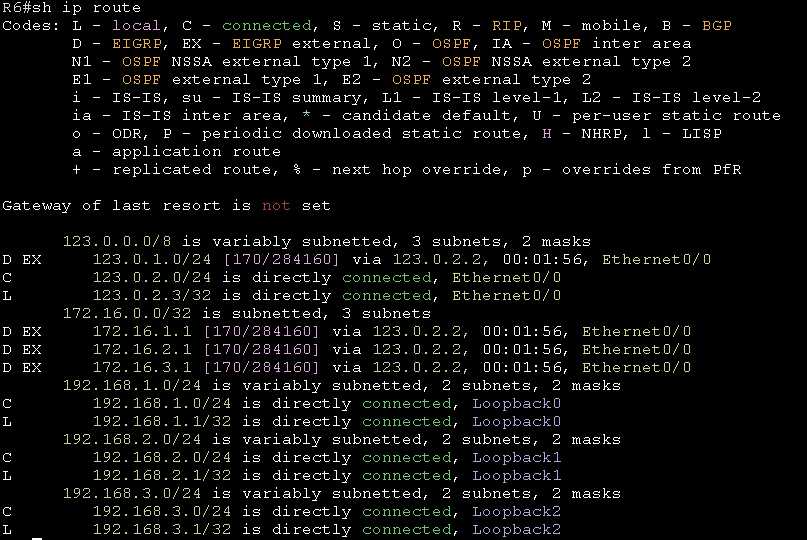 R6#sh ip route
Codes: L - local, C - connected, S - static, R - RIP, M - mobile, B - BGP
D - EIGRP, EX - EIGRP external, O - OSPF, IA - OSPF inter area
N1 - OSPF NSSA external type 1, N2 - OSPF NSSA external type 2
E1 - OSPF external type 1, E2 - OSPF external type 2
i - IS-IS, su - IS-IS summary, L1 - IS-IS level-1, L2 - IS-IS level-2
ia - IS-IS inter area, * - candidate default, U - per-user static route
o - ODR, P - periodic downloaded static route, H - NHRP, l - LISP
a - application route
+ - replicated route, % - next hop override, p - overrides from PfR
Gateway of last resort is not set
123.0.0.0/8 is variably subnetted, 3 subnets, 2 masks
D EX 123.0.1.0/24 [170/284160] via 123.0.2.2, 00:01:56, Ethernet0/0
C 123.0.2.0/24 is directly connected, Ethernet0/0
L 123.0.2.3/32 is directly connected, Ethernet0/0
172.16.0.0/32 is subnetted, 3 subnets
D EX 172.16.1.1 [170/284160] via 123.0.2.2, 00:01:56, Ethernet0/0
D EX 172.16.2.1 [170/284160] via 123.0.2.2, 00:01:56, Ethernet0/0
D EX 172.16.3.1 [170/284160] via 123.0.2.2, 00:01:56, Ethernet0/0
192.168.1.0/24 is variably subnetted, 2 subnets, 2 masks
C 192.168.1.0/24 is directly connected, Loopback0
L 192.168.1.1/32 is directly connected, Loopback0
192.168.2.0/24 is variably subnetted, 2 subnets, 2 masks
C 192.168.2.0/24 is directly connected, Loopback1
L 192.168.2.1/32 is directly connected, Loopback1
192.168.3.0/24 is variably subnetted, 2 subnets, 2 masks
C 192.168.3.0/24 is directly connected, Loopback2
L 192.168.3.1/32 is directly connected, Loopback2